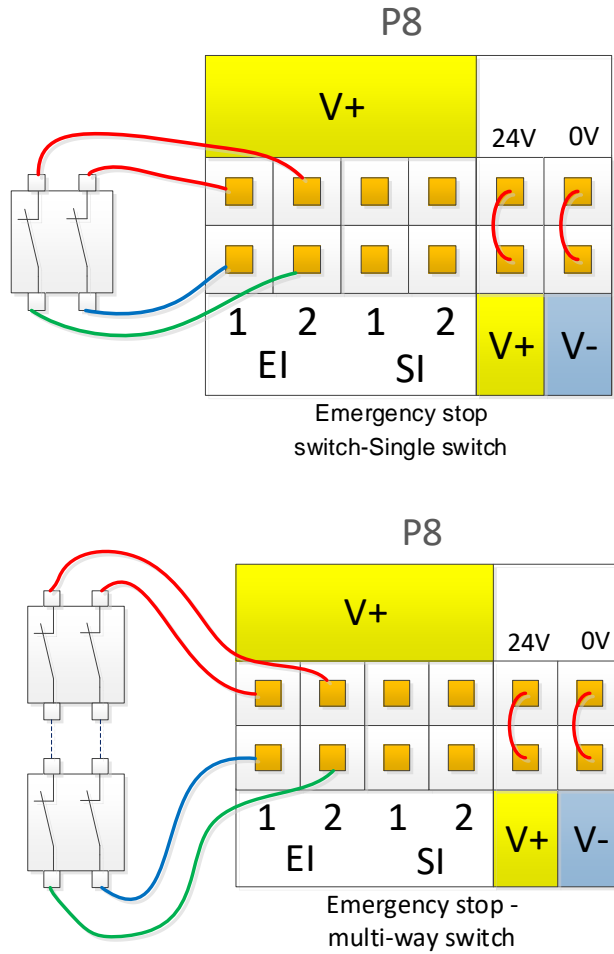 P8
V+
24V 0V
1 2 1 2
EI SI
V+ V-
Emergency stop
switch-Single switch
P8
V+
24V 0V
1 2 1 2
EI SI
V+ V-
Emergency stop -
multi-way switch